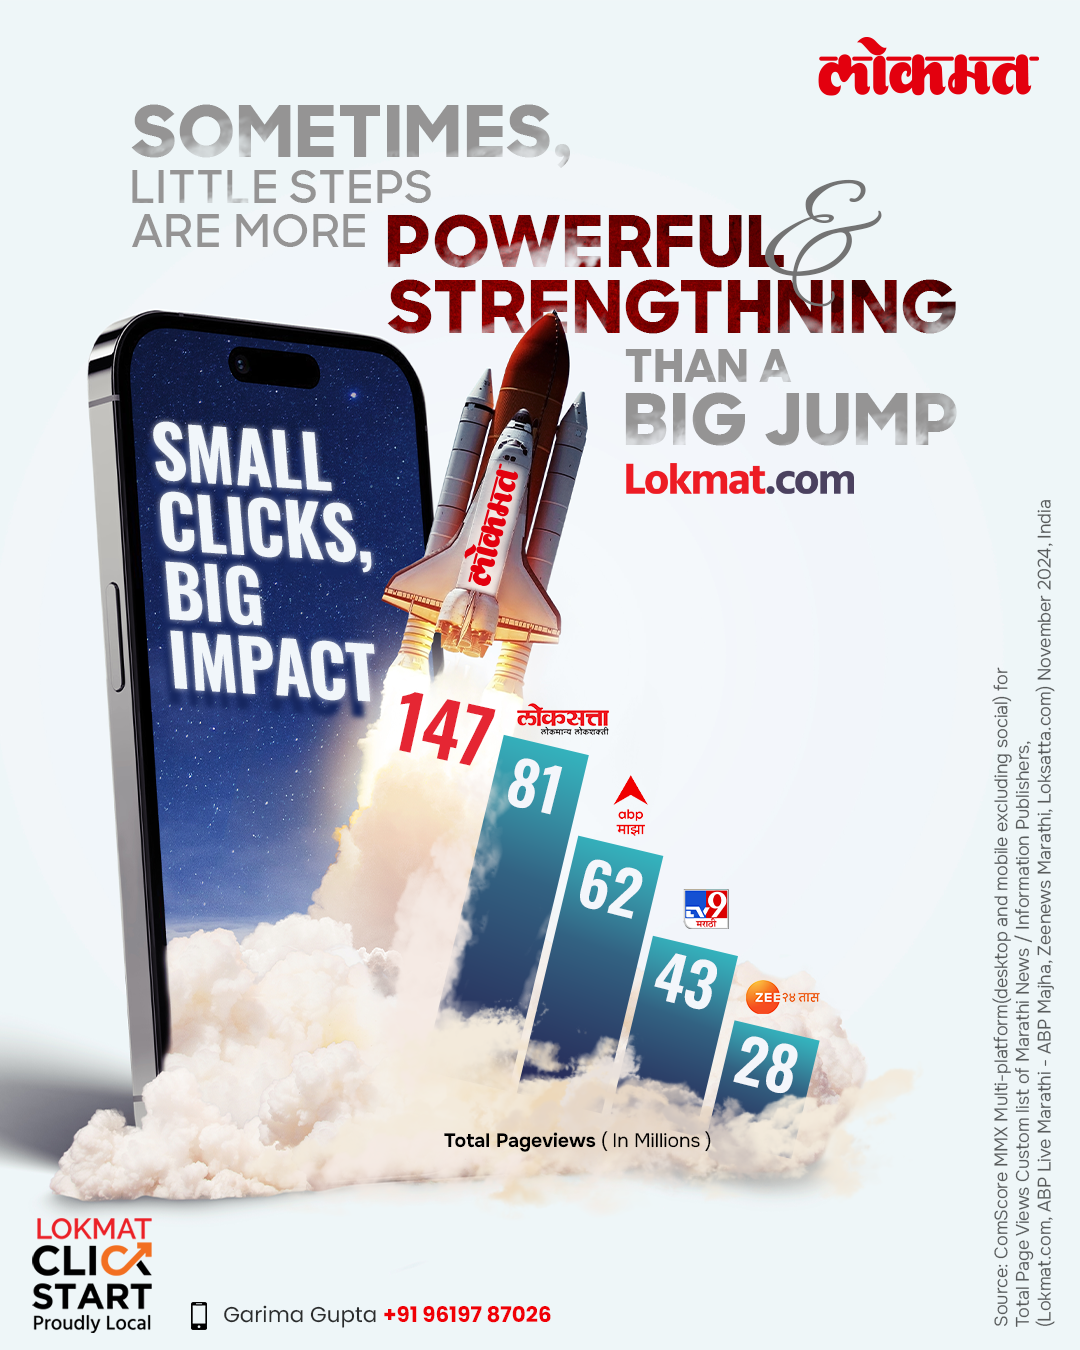 लोकमत
SOMETIMES,
LITTLE STEPS
ARE MORE POWERFUL &
STRENGTHNING
THAN A
BIG JUMP
Lokmat.com
SMALL
CLICKS,
BIG
IMPACT
लोकमत
147
लोकसत्ता
लोकमान्य लोकशक्ती
81
abp
माझा
62
TV9
मराठी
43
ZEE २४ तास
28
Total Pageviews ( In Millions )
Source: ComScore MMX Multi-platform(desktop and mobile excluding social) for
Total Page Views Custom list of Marathi News / Information Publishers,
(Lokmat.com, ABP Live Marathi - ABP Majha, Zeenews Marathi, Loksatta.com) November 2024, India
LOKMAT
CLICK
START
Proudly Local
Garima Gupta +91 96197 87026